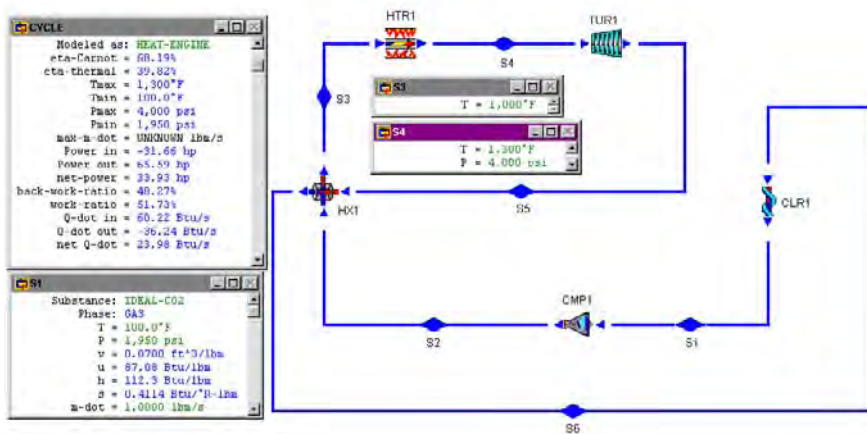 CYCLE
Modeled as: HEAT-ENGINE
eta-Carnot = 68.19%
eta-thermal = 39.82%
Tmax = 1,300°F
Tmin = 100.0°F
Pmax = 4,000 psi
Pmin = 1,950 psi
max-m-dot = UNKNUWN lbm/s
Power in = -31.66 hp
Power out = 65.59 hp
net-power = 33.93 hp
back-work-ratio = 48.27%
work-ratio = 51.73%
Q-dot in = 60.22 Btu/s
Q-dot out = -36.24 Btu/s
net Q-dot = 23.98 Btu/s
S1
Substance: IDEAL-CO2
Phase: GAS
T = 100.0°F
P = 1,950 psi
v = 0.0700 ft^3/lbm
u = 87.08 Btu/lbm
h = 112.3 Btu/lbm
s = 0.4114 Btu/°R-lbm
m-dot = 1.0000 lbm/s
HTR1
TUR1
S4
S3
S3
T = 1,000°F
S4
T = 1,300°F
P = 4,000 psi
HX1
S5
CLR1
CMP1
S2
S1
S6